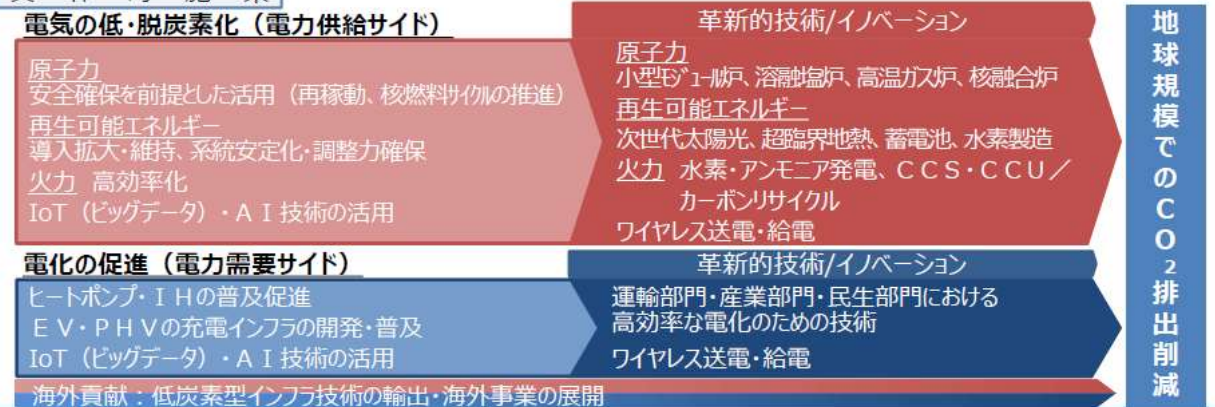 電気の低・脱炭素化（電力供給サイド）
革新的技術/イノベーション
原子力
安全確保を前提とした活用（再稼動、核燃料サイクルの推進）
再生可能エネルギー
導入拡大・維持、系統安定化・調整力確保
火力 高効率化
IoT（ビッグデータ）・ＡＩ技術の活用
原子力
小型モジュール炉、溶融塩炉、高温ガス炉、核融合炉
再生可能エネルギー
次世代太陽光、超臨界地熱、蓄電池、水素製造
火力 水素・アンモニア発電、ＣＣＳ・ＣＣＵ／
カーボンリサイクル
ワイヤレス送電・給電
電化の促進（電力需要サイド）
革新的技術/イノベーション
ヒートポンプ・ＩＨの普及促進
ＥＶ・ＰＨＶの充電インフラの開発・普及
IoT（ビッグデータ）・ＡＩ技術の活用
運輸部門・産業部門・民生部門における
高効率な電化のための技術
ワイヤレス送電・給電
海外貢献：低炭素型インフラ技術の輸出・海外事業の展開
地球規模でのＣＯ２排出削減